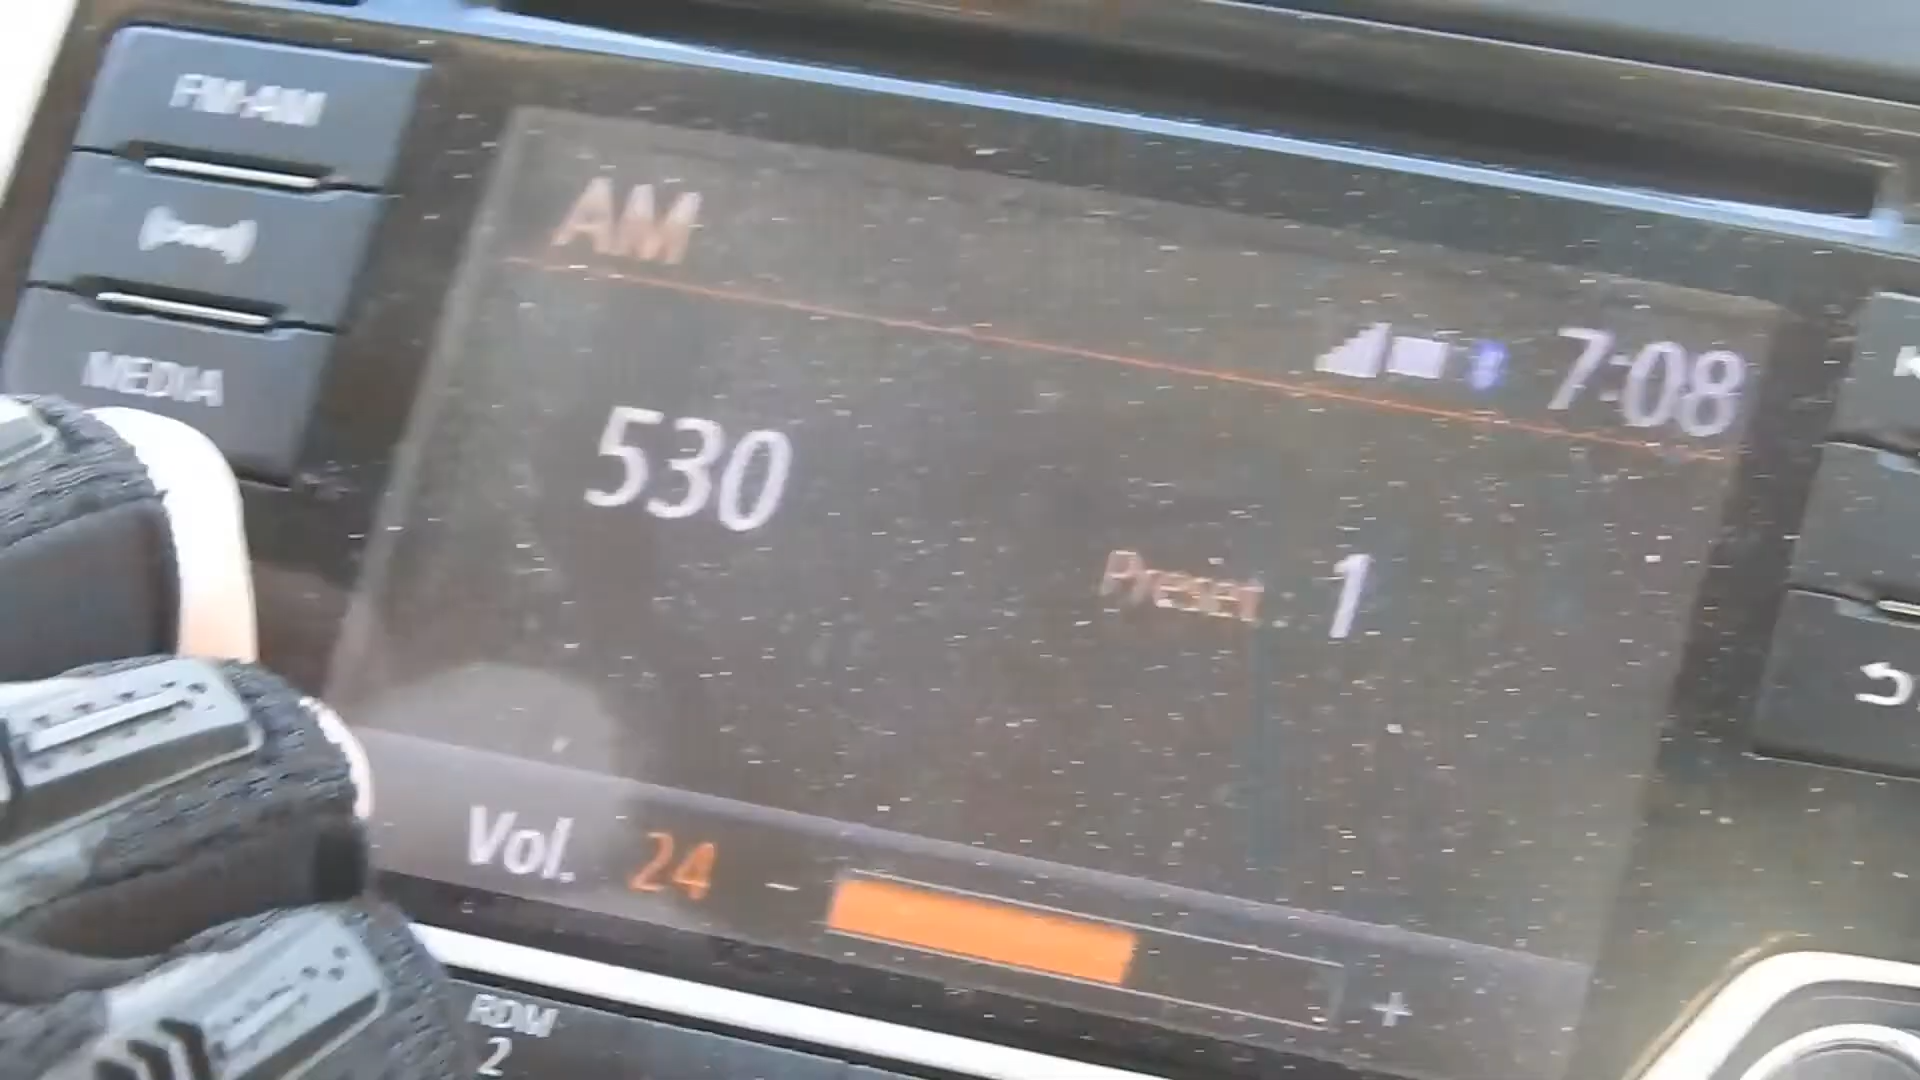 FM·AM
MEDIA
AM
7:08
530
Preset 1
Vol. 24 - +
RDM
2